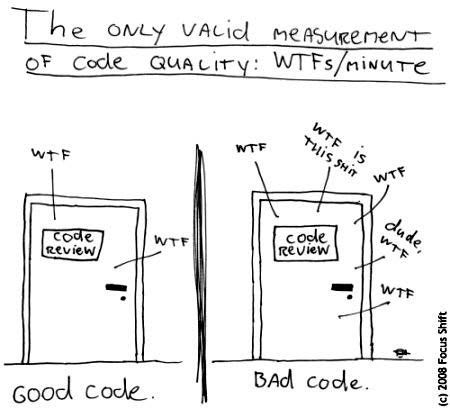 The ONLY VALID MEASUREMENT
OF Code QUALITY: WTFs/MINUTE
WTF
Code
REVIEW
WTF
GOOD CODE.
WTF
WTF IS
THIS SHIT
WTF
Code
REVIEW
dude,
WTF
WTF
BAd code.
(c) 2008 Focus Shift